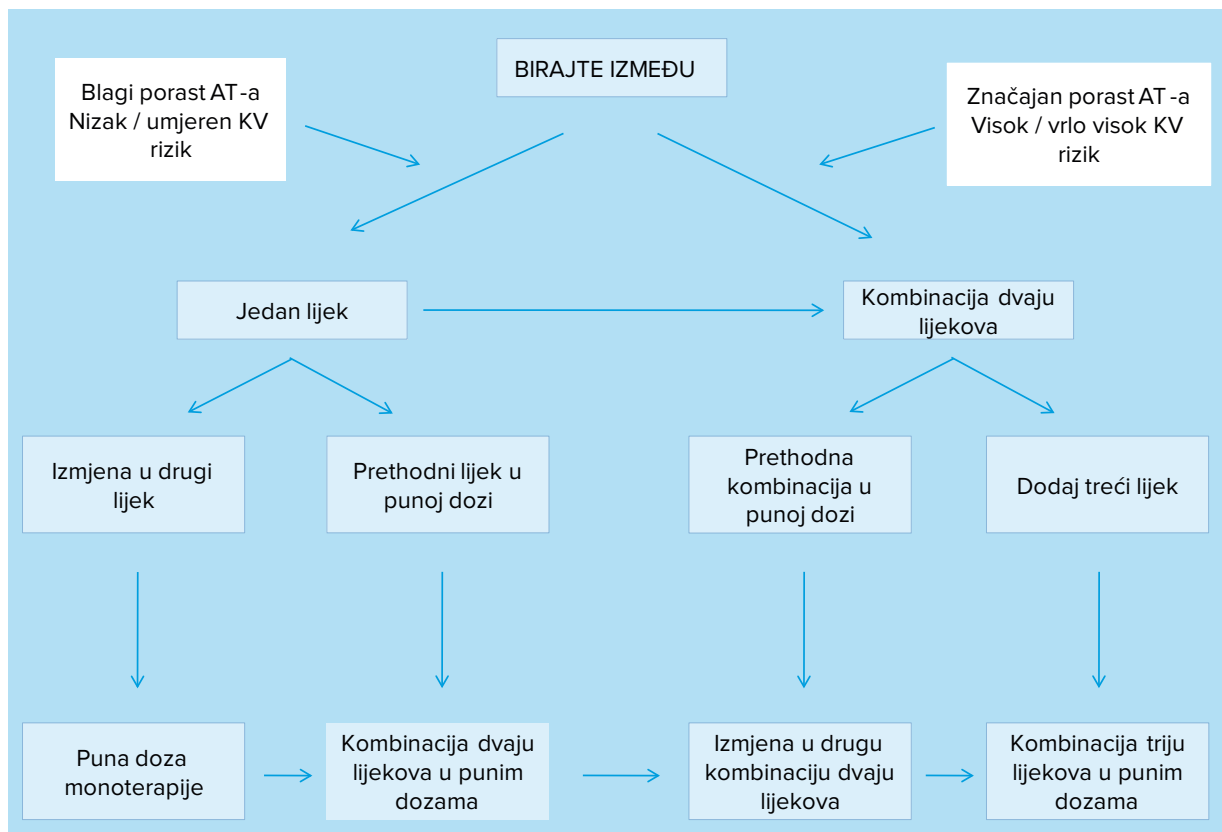 BIRAJTE IZMEĐU
Blagi porast AT-a
Nizak / umjeren KV
rizik
Značajan porast AT-a
Visok / vrlo visok KV
rizik
Jedan lijek
Kombinacija dvaju
lijekova
Izmjena u drugi
lijek
Prethodni lijek u
punoj dozi
Prethodna
kombinacija u
punoj dozi
Dodaj treći lijek
Puna doza
monoterapije
Kombinacija dvaju
lijekova u punim
dozama
Izmjena u drugu
kombinaciju dvaju
lijekova
Kombinacija triju
lijekova u punim
dozama